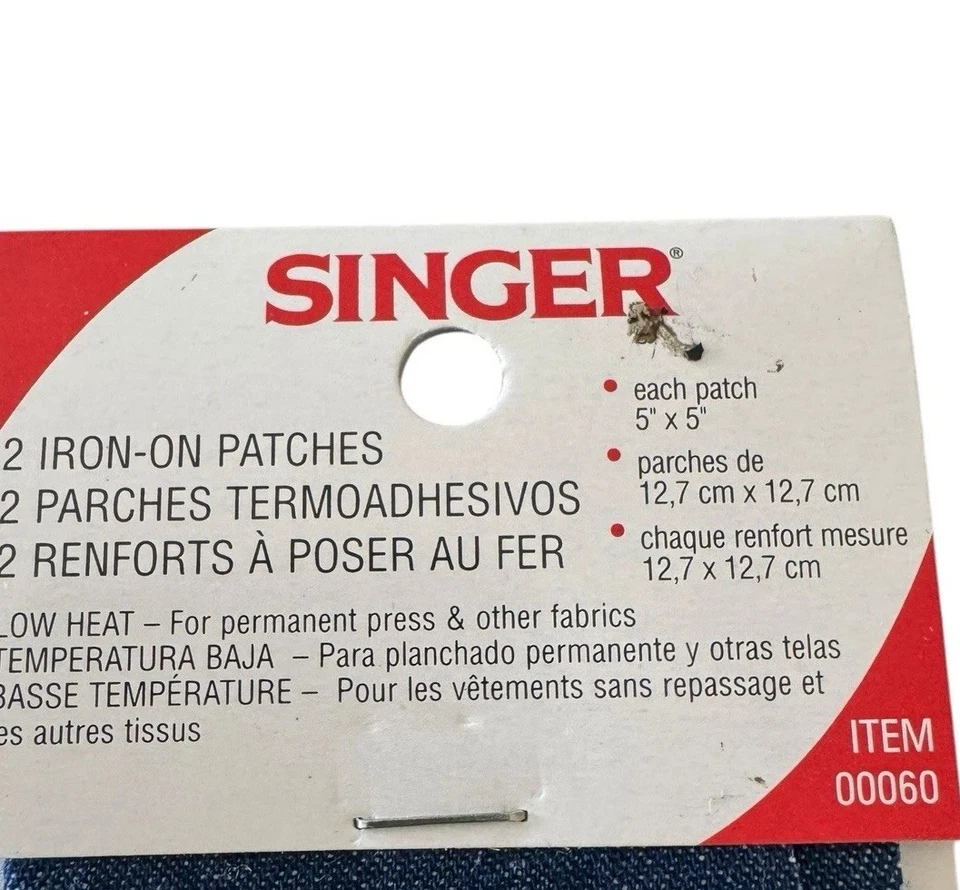 SINGER®
2 IRON-ON PATCHES
2 PARCHES TERMOADHESIVOS
2 RENFORTS À POSER AU FER
• each patch
5" x 5"
• parches de
12,7 cm x 12,7 cm
• chaque renfort mesure
12,7 x 12,7 cm
LOW HEAT – For permanent press & other fabrics
TEMPERATURA BAJA – Para planchado permanente y otras telas
BASSE TEMPÉRATURE – Pour les vêtements sans repassage et
es autres tissus
ITEM
00060